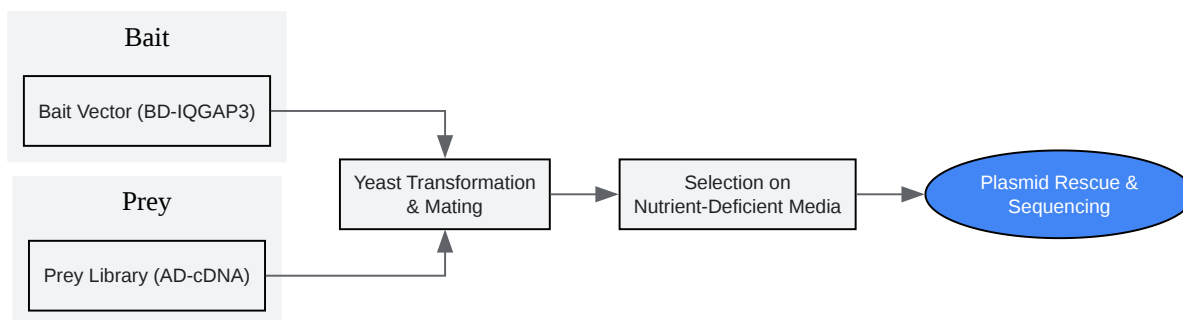 Bait
Bait Vector (BD-IQGAP3)
Prey
Prey Library (AD-cDNA)
Yeast Transformation
& Mating
Selection on
Nutrient-Deficient Media
Plasmid Rescue &
Sequencing